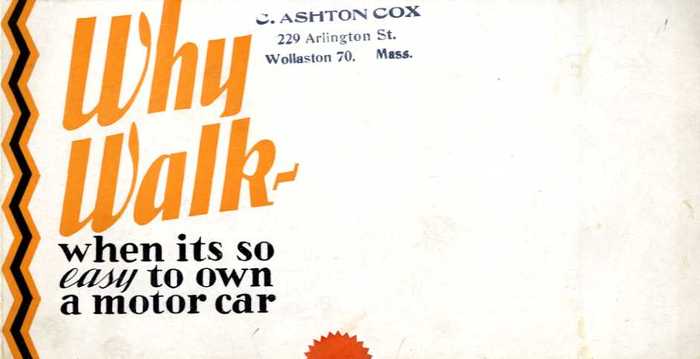 C. ASHTON COX
229 Arlington St.
Wollaston 70, Mass.
Why
Walk-
when its so
easy to own
a motor car